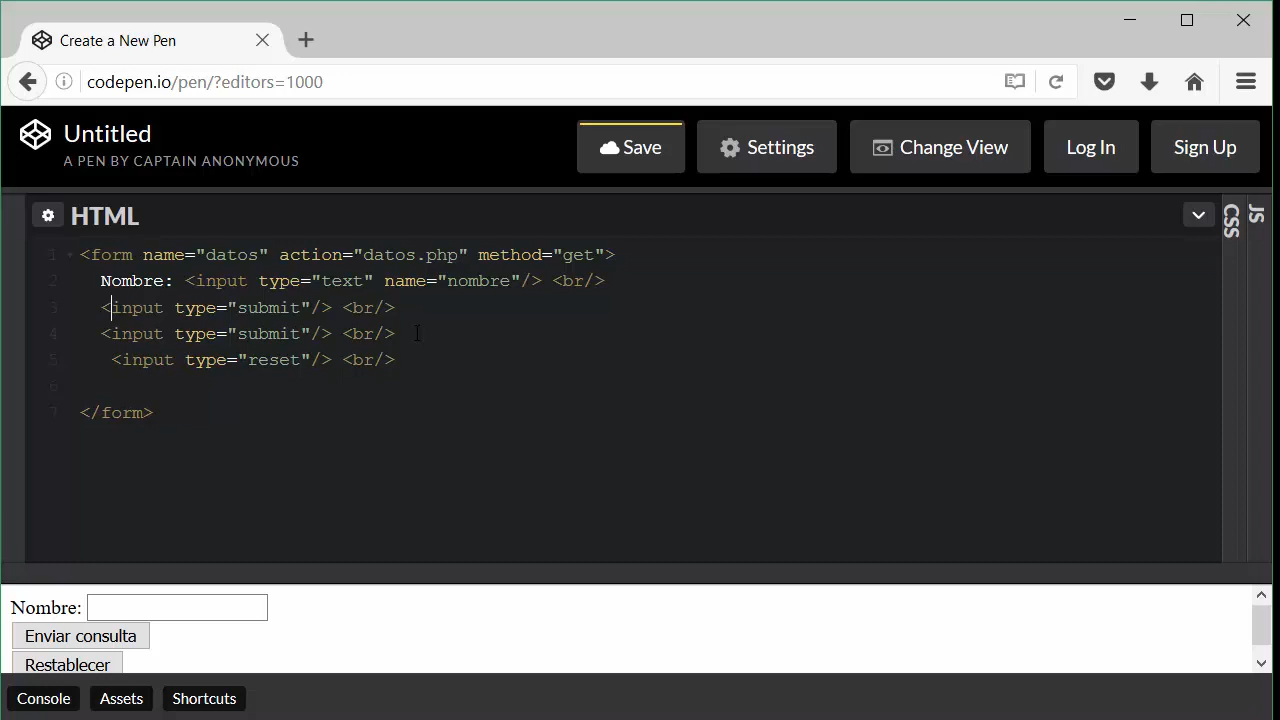 Create a New Pen
codepen.io/pen/?editors=1000
Untitled
A PEN BY CAPTAIN ANONYMOUS
Save
Settings
Change View
Log In
Sign Up
HTML
CSS
JS
1 <form name="datos" action="datos.php" method="get">
2 Nombre: <input type="text" name="nombre"/> <br/>
3 <input type="submit"/> <br/>
4 <input type="submit"/> <br/>
5 <input type="reset"/> <br/>
6
7 </form>
Nombre:
Enviar consulta
Restablecer
Console
Assets
Shortcuts